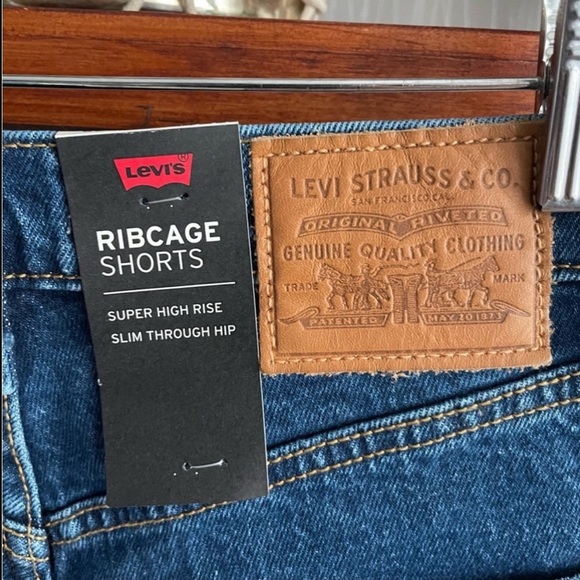 LEVI'S®
RIBCAGE
SHORTS
SUPER HIGH RISE
SLIM THROUGH HIP
LEVI STRAUSS & CO.
SAN FRANCISCO, CAL.
ORIGINAL RIVETED
GENUINE QUALITY CLOTHING
TRADE MARK
PATENTED MAY 20 1873